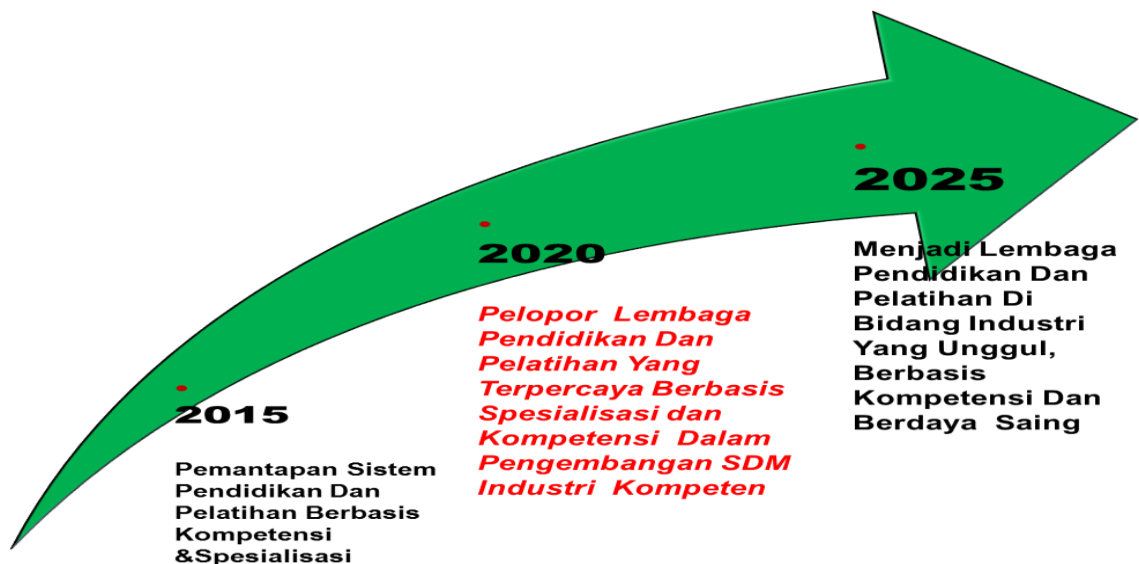 2015
Pemantapan Sistem
Pendidikan Dan
Pelatihan Berbasis
Kompetensi
&Spesialisasi
2020
Pelopor Lembaga
Pendidikan Dan
Pelatihan Yang
Terpercaya Berbasis
Spesialisasi dan
Kompetensi Dalam
Pengembangan SDM
Industri Kompeten
2025
Menjadi Lembaga
Pendidikan Dan
Pelatihan Di
Bidang Industri
Yang Unggul,
Berbasis
Kompetensi Dan
Berdaya Saing